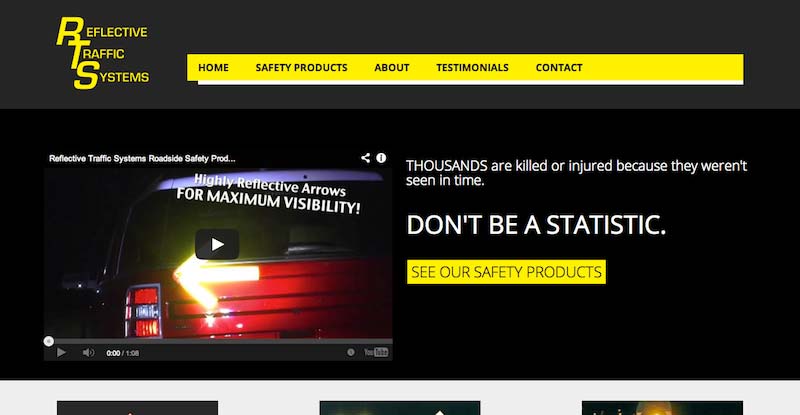 REFLECTIVE
TRAFFIC
SYSTEMS
HOME SAFETY PRODUCTS ABOUT TESTIMONIALS CONTACT
Reflective Traffic Systems Roadside Safety Prod...
Highly Reflective Arrows
FOR MAXIMUM VISIBILITY!
0:00 / 1:08
YouTube
THOUSANDS are killed or injured because they weren't
seen in time.
DON'T BE A STATISTIC.
SEE OUR SAFETY PRODUCTS